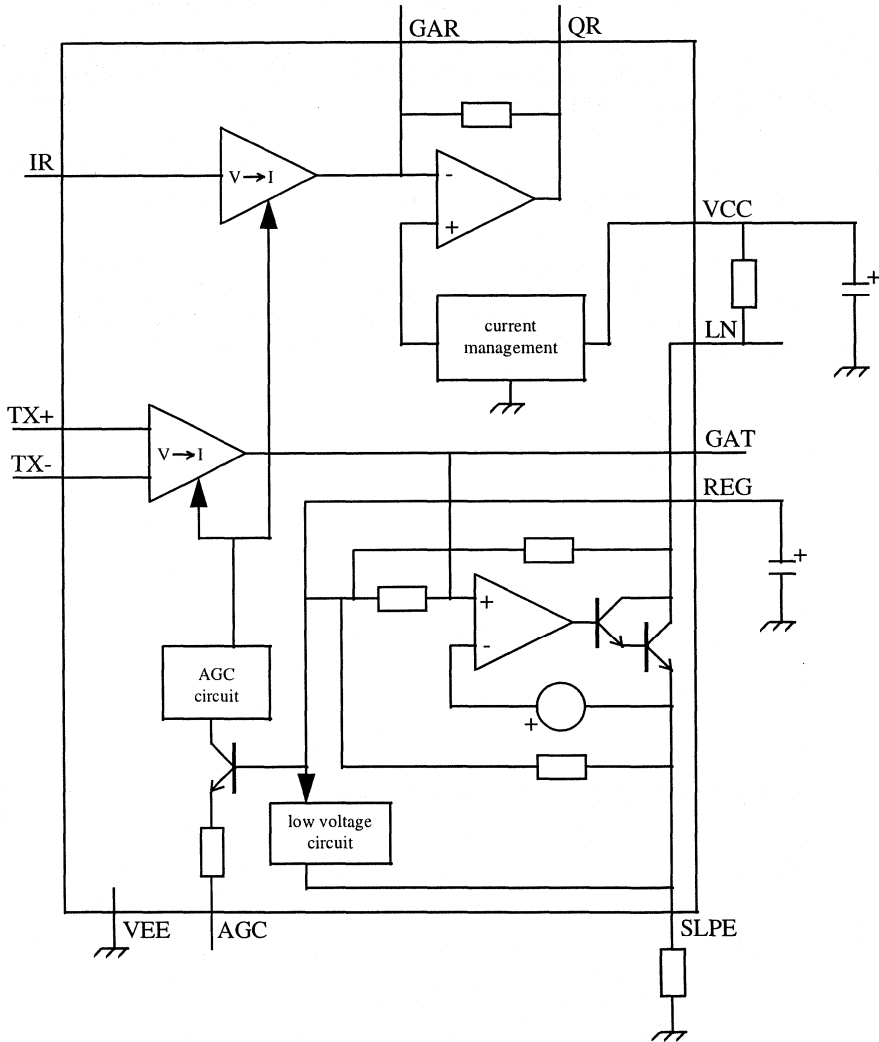 GAR
QR
IR
V→I
-
+
VCC
+
current
management
LN
TX+
TX-
V→I
GAT
REG
+
+
-
AGC
circuit
+
low voltage
circuit
VEE
AGC
SLPE